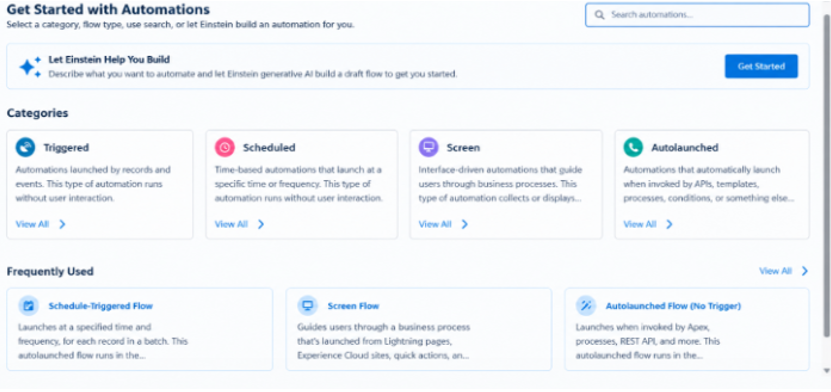 Get Started with Automations
Select a category, flow type, use search, or let Einstein build an automation for you.
Search automations...
Let Einstein Help You Build
Describe what you want to automate and let Einstein generative AI build a draft flow to get you started.
Get Started
Categories
Triggered
Automations launched by records and
events. This type of automation runs
without user interaction.
View All
Scheduled
Time-based automations that launch at a
specific time or frequency. This type of
automation runs without user interaction.
View All
Screen
Interface-driven automations that guide
users through business processes. This
type of automation collects or displays...
View All
Autolaunched
Automations that automatically launch
when invoked by APIs, templates,
processes, conditions, or something else...
View All
Frequently Used
View All
Schedule-Triggered Flow
Launches at a specified time and
frequency, for each record in a batch. This
autolaunched flow runs in the...
Screen Flow
Guides users through a business process
that's launched from Lightning pages,
Experience Cloud sites, quick actions, an...
Autolaunched Flow (No Trigger)
Launches when invoked by Apex,
processes, REST API, and more. This
autolaunched flow runs in the...